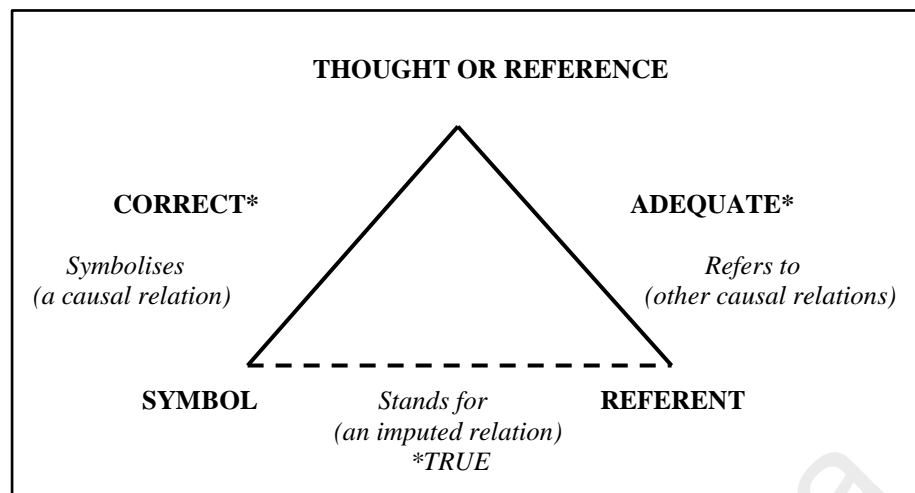 THOUGHT OR REFERENCE
CORRECT*
ADEQUATE*
Symbolises
(a causal relation)
Refers to
(other causal relations)
SYMBOL
Stands for
REFERENT
(an imputed relation)
*TRUE